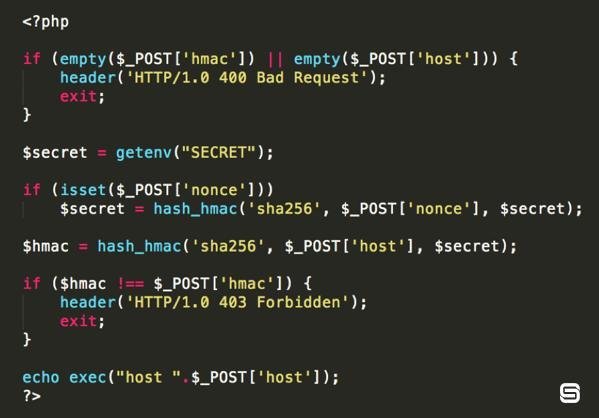 <?php
if (empty($_POST['hmac']) || empty($_POST['host'])) {
header('HTTP/1.0 400 Bad Request');
exit;
}
$secret = getenv("SECRET");
if (isset($_POST['nonce']))
$secret = hash_hmac('sha256', $_POST['nonce'], $secret);
$hmac = hash_hmac('sha256', $_POST['host'], $secret);
if ($hmac !== $_POST['hmac']) {
header('HTTP/1.0 403 Forbidden');
exit;
}
echo exec("host ".$_POST['host']);
?>